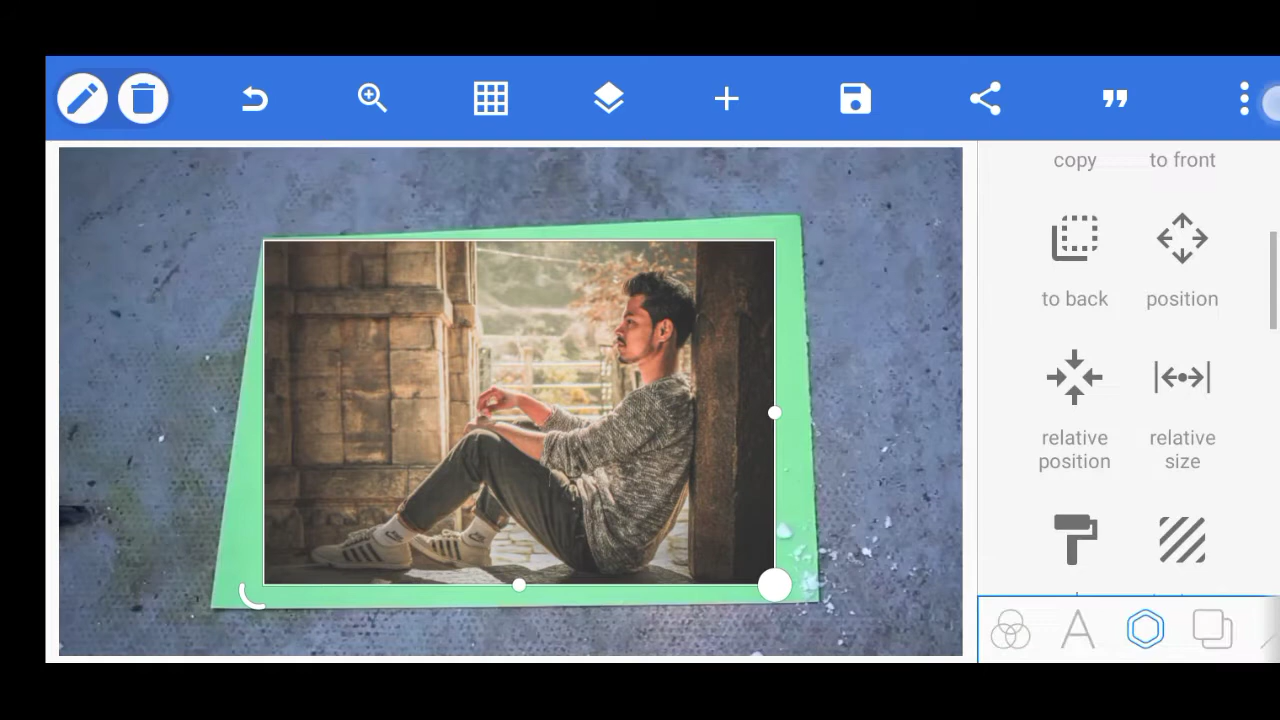 copy to front
to back position
relative position relative size